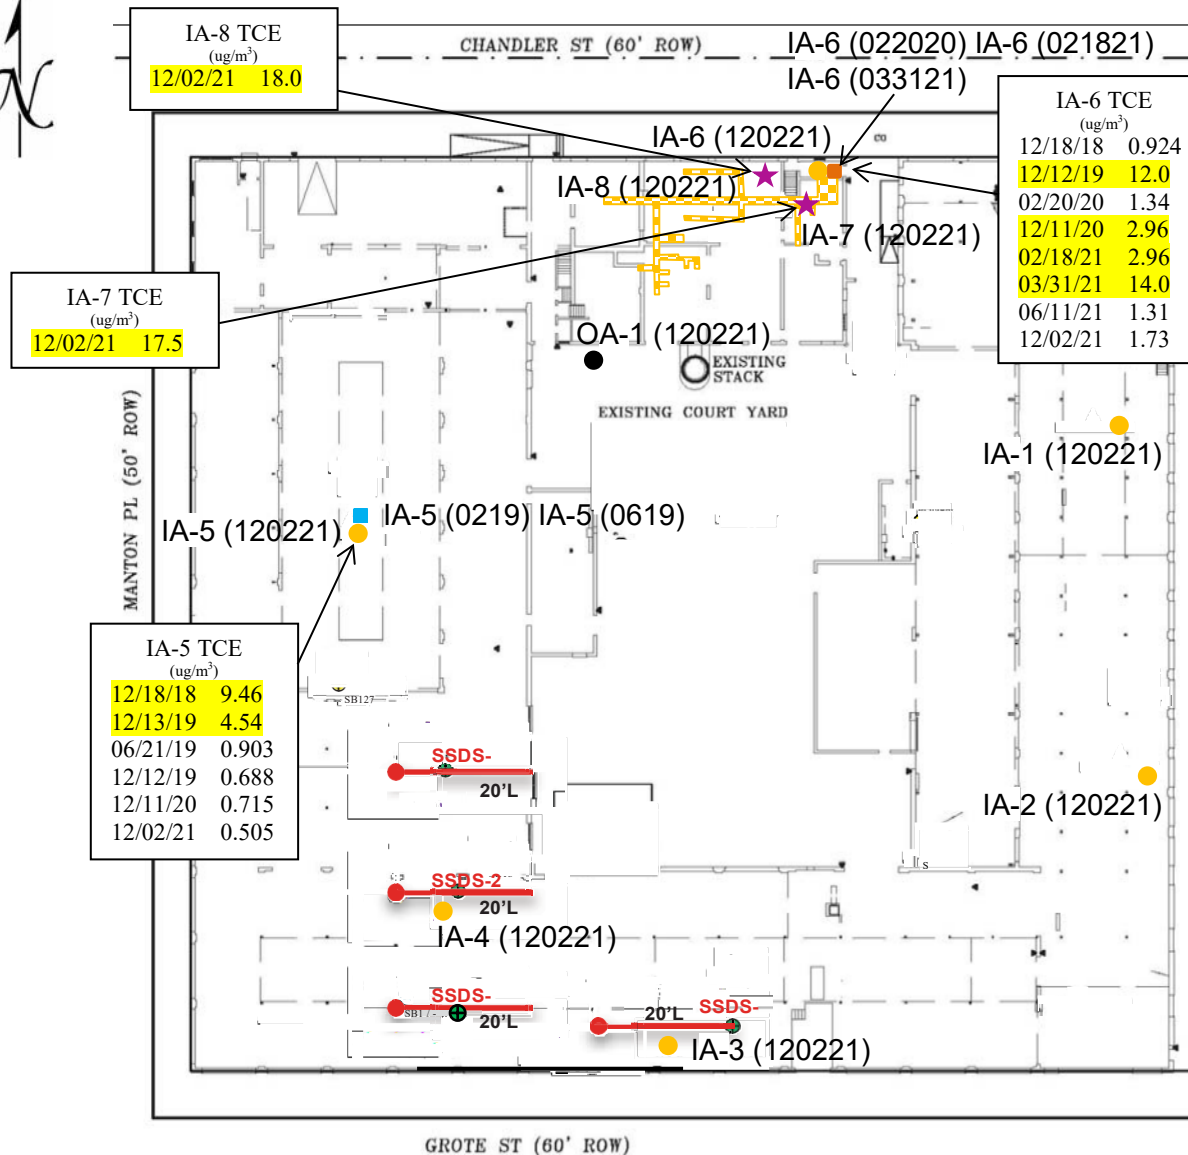 N
IA-8 TCE
(ug/m³)
12/02/21 18.0
CHANDLER ST (60' ROW)
IA-6 (022020) IA-6 (021821)
IA-6 (033121)
IA-6 TCE
(ug/m³)
12/18/18 0.924
12/12/19 12.0
02/20/20 1.34
12/11/20 2.96
02/18/21 2.96
03/31/21 14.0
06/11/21 1.31
12/02/21 1.73
IA-6 (120221)
IA-8 (120221)
IA-7 (120221)
IA-7 TCE
(ug/m³)
12/02/21 17.5
OA-1 (120221)
EXISTING
STACK
EXISTING COURT YARD
MANTON PL (50' ROW)
IA-1 (120221)
IA-5 (0219) IA-5 (0619)
IA-5 (120221)
IA-5 TCE
(ug/m³)
12/18/18 9.46
12/13/19 4.54
06/21/19 0.903
12/12/19 0.688
12/11/20 0.715
12/02/21 0.505
SB127
SSDS-
20'L
IA-2 (120221)
S
SSDS-2
20'L
IA-4 (120221)
SSDS-
20'L
20'L
SSDS-
IA-3 (120221)
GROTE ST (60' ROW)